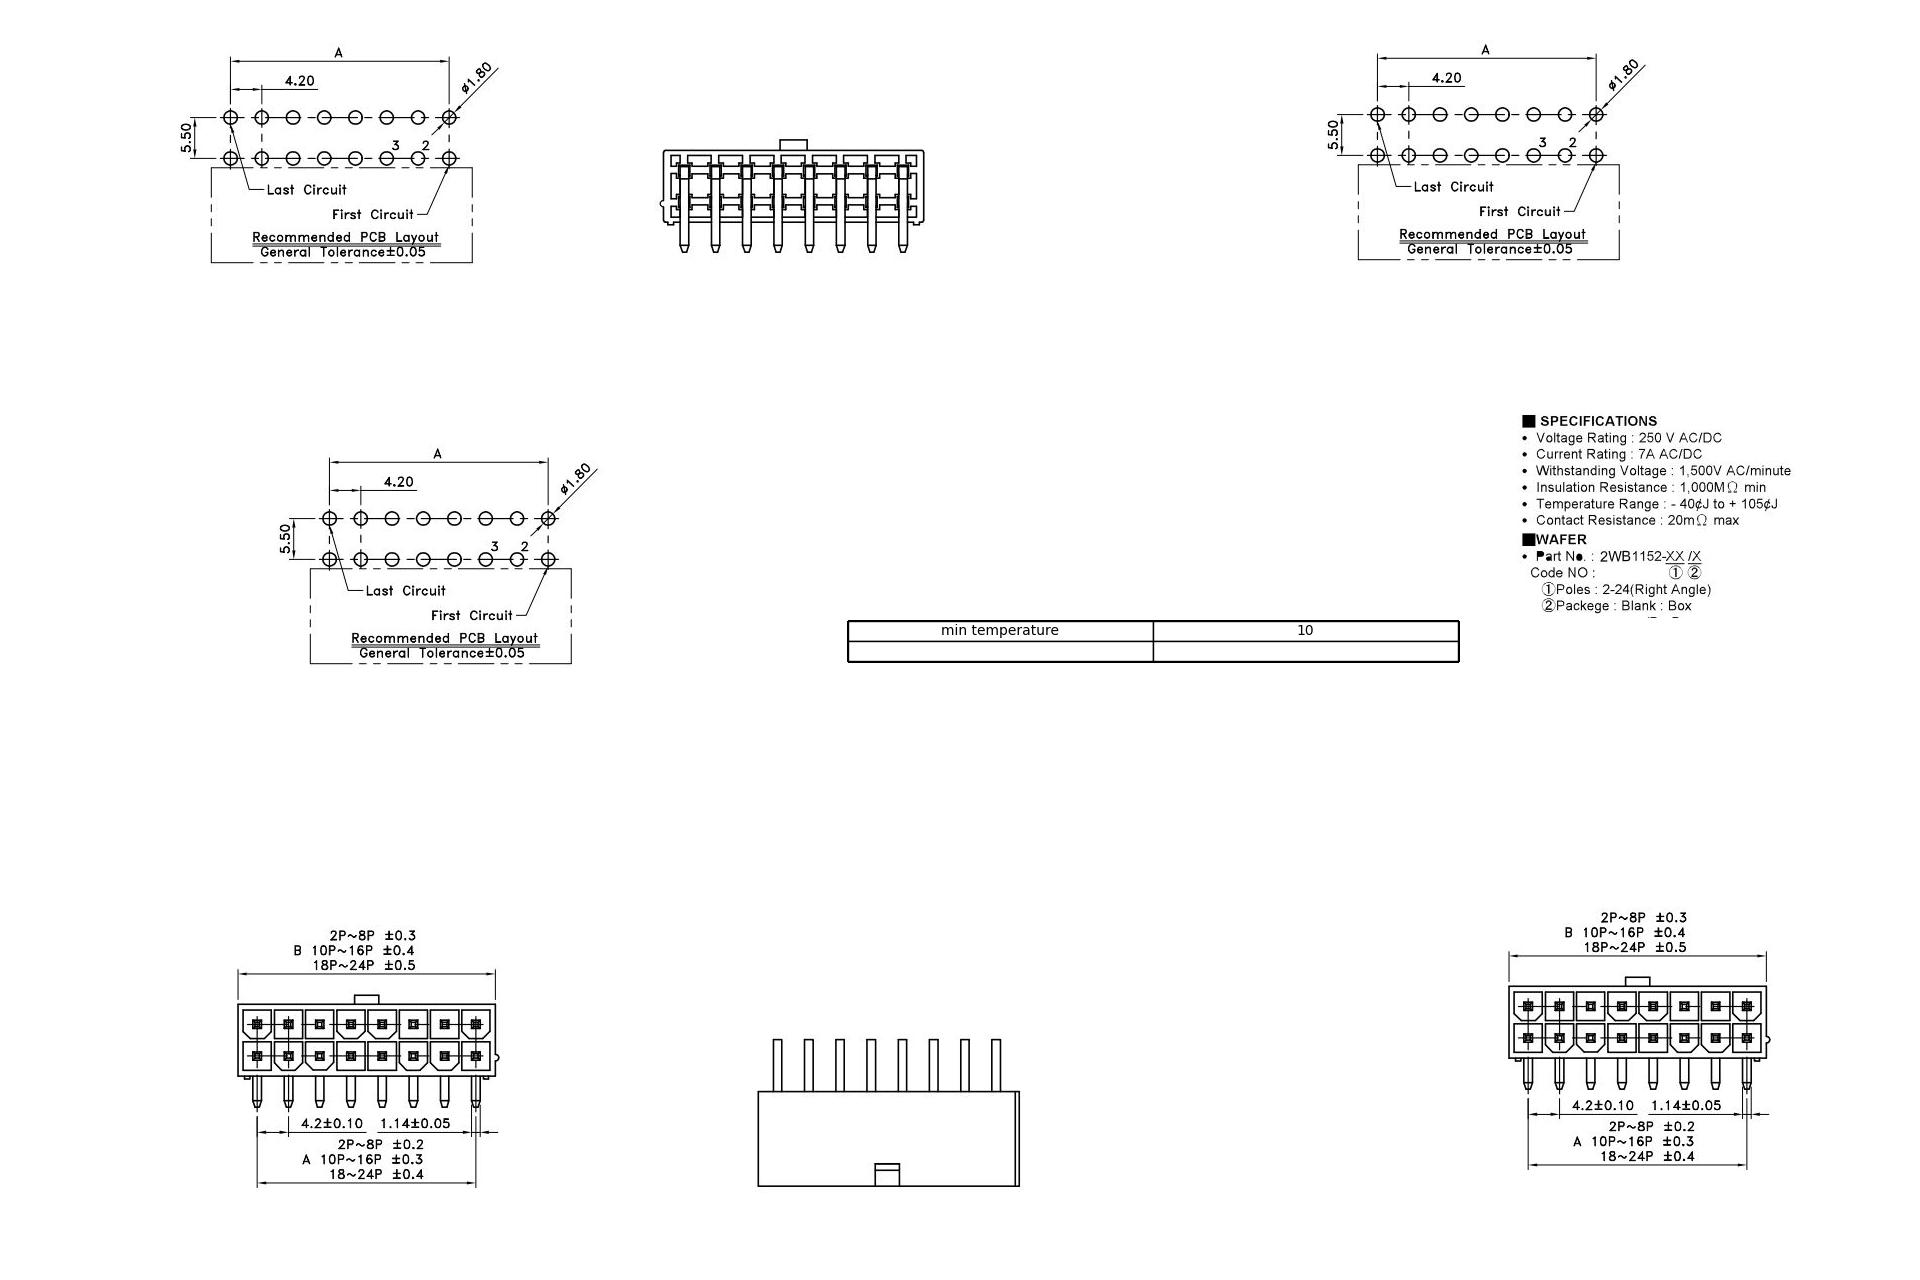 A
4.20
ø1.80
5.50
3 2
Last Circuit
First Circuit
Recommended PCB Layout
General Tolerance±0.05
A
4.20
ø1.80
5.50
3 2
Last Circuit
First Circuit
Recommended PCB Layout
General Tolerance±0.05
A
4.20
ø1.80
5.50
3 2
Last Circuit
First Circuit
Recommended PCB Layout
General Tolerance±0.05
■ SPECIFICATIONS
• Voltage Rating : 250 V AC/DC
• Current Rating : 7A AC/DC
• Withstanding Voltage : 1,500V AC/minute
• Insulation Resistance : 1,000MΩ min
• Temperature Range : - 40¢J to + 105¢J
• Contact Resistance : 20mΩ max
■WAFER
• Part No. : 2WB1152-XX /X
Code NO : ① ②
①Poles : 2-24(Right Angle)
②Packege : Blank : Box
min temperature 10
2P~8P ±0.3
B 10P~16P ±0.4
18P~24P ±0.5
4.2±0.10 1.14±0.05
2P~8P ±0.2
A 10P~16P ±0.3
18~24P ±0.4
2P~8P ±0.3
B 10P~16P ±0.4
18P~24P ±0.5
4.2±0.10 1.14±0.05
2P~8P ±0.2
A 10P~16P ±0.3
18~24P ±0.4